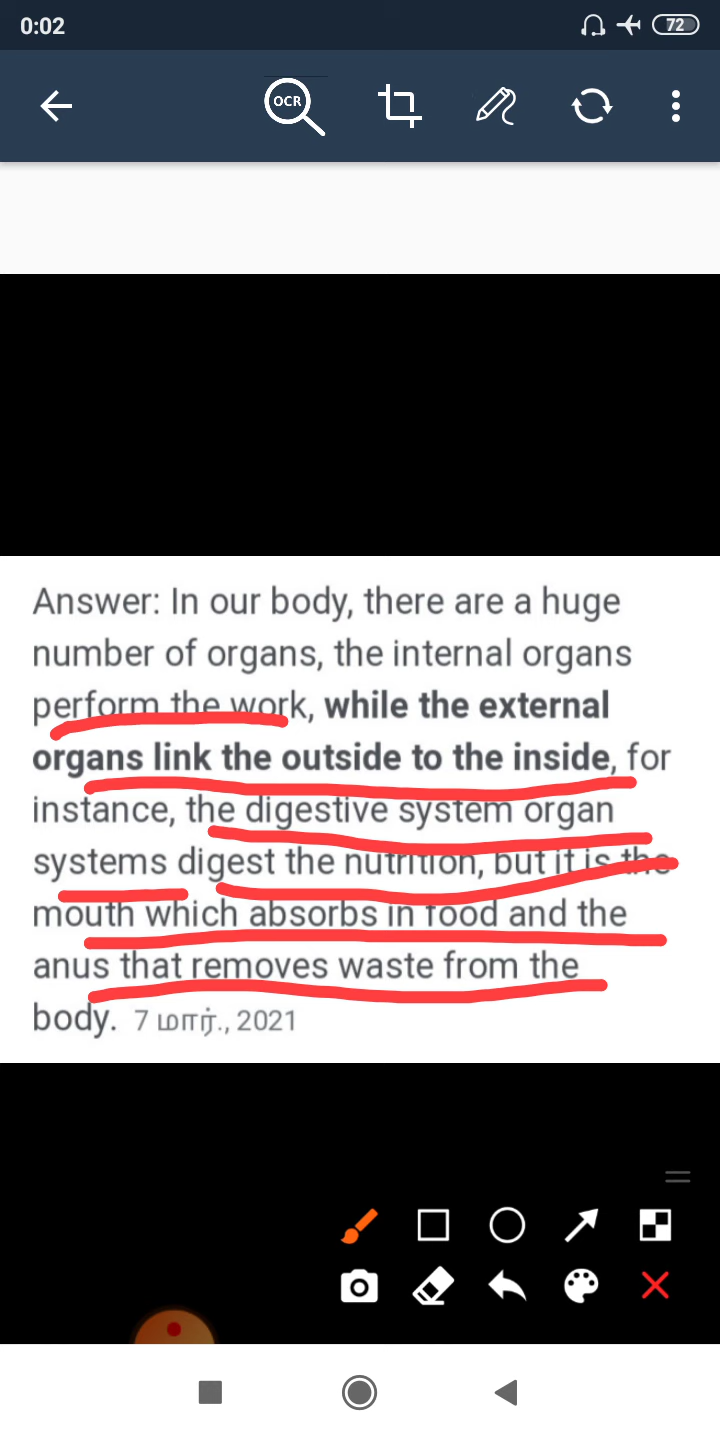 0:02
72
OCR
Answer: In our body, there are a huge
number of organs, the internal organs
perform the work, while the external
organs link the outside to the inside, for
instance, the digestive system organ
systems digest the nutrition, but it is the
mouth which absorbs in food and the
anus that removes waste from the
body. 7 மார்., 2021